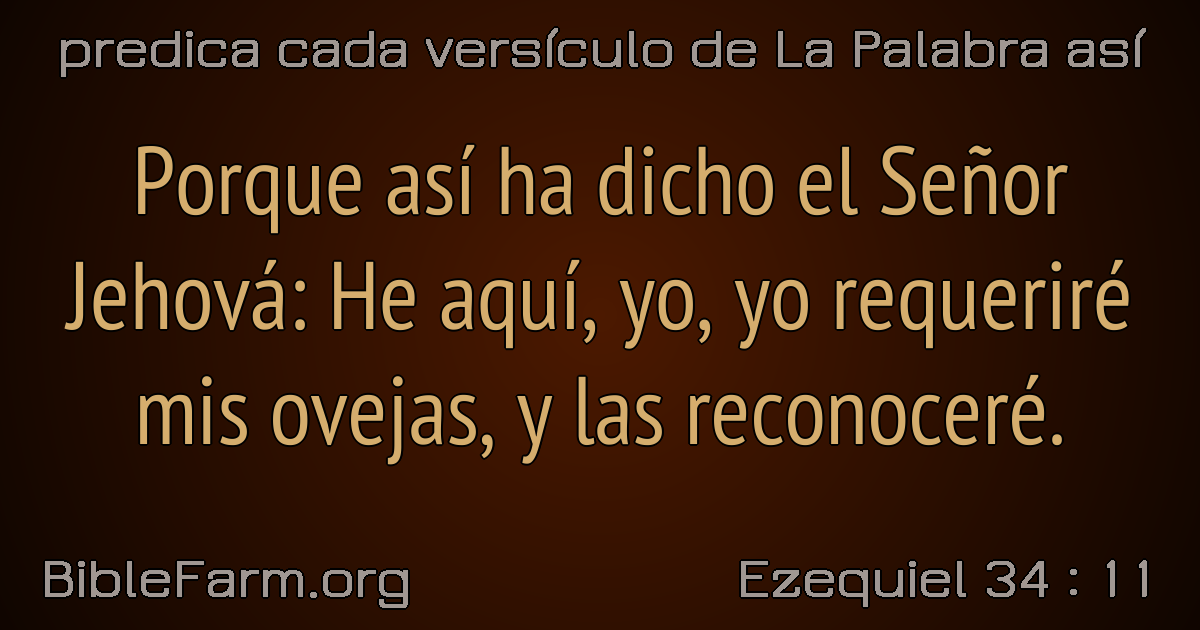 predica cada versículo de La Palabra así
Porque así ha dicho el Señor
Jehová: He aquí, yo, yo requeriré
mis ovejas, y las reconoceré.
BibleFarm.org
Ezequiel 34 : 11